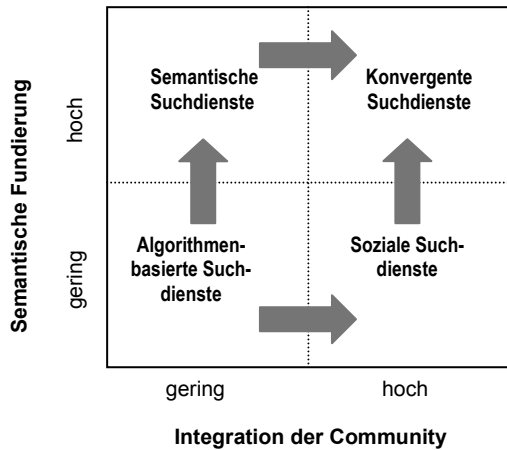 Semantische Fundierung
hoch
gering
Semantische
Suchdienste
Konvergente
Suchdienste
Algorithmen-
basierte Such-
dienste
Soziale Such-
dienste
gering
hoch
Integration der Community